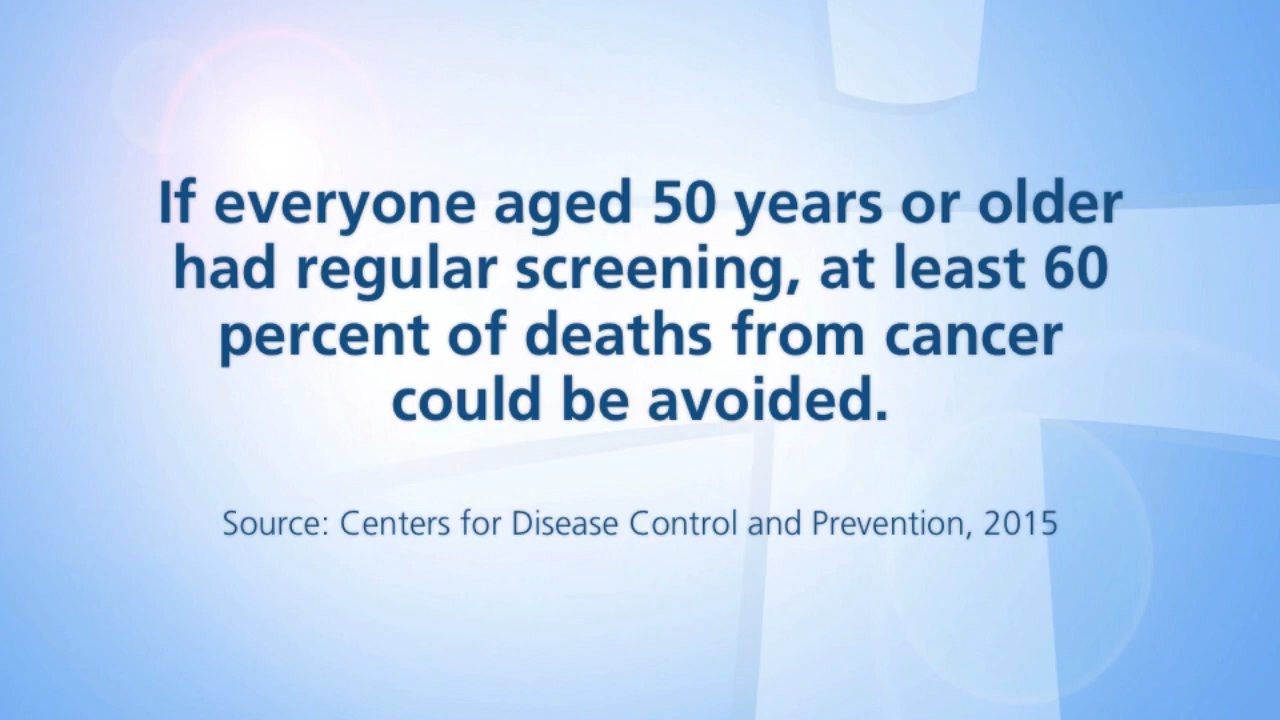 If everyone aged 50 years or older
had regular screening, at least 60
percent of deaths from cancer
could be avoided.
Source: Centers for Disease Control and Prevention, 2015